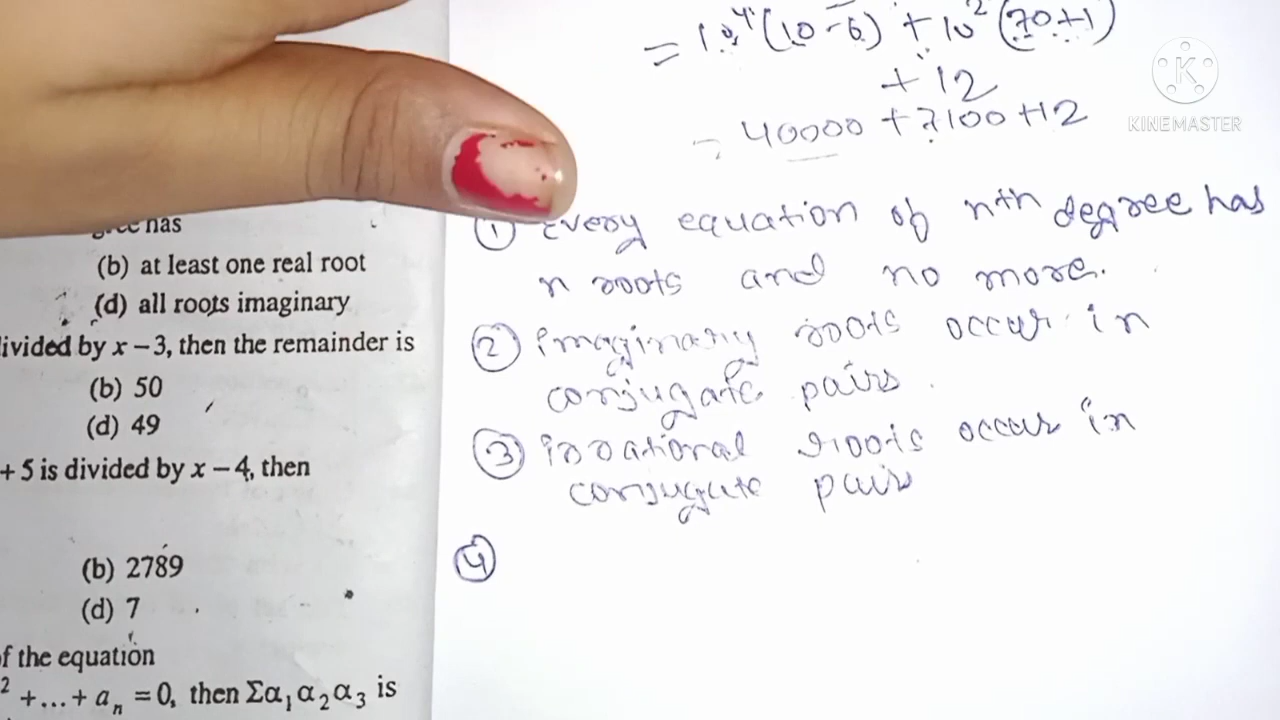 = 10⁴(10-6) + 10²(70+1)
+ 12
= 40000 + 7100 + 12
KINEMASTER
① Every equation of nth degree has
n roots and no more.
② imaginary roots occur in
conjugate pairs.
③ irrational roots occur in
conjugate pairs
④
has
(b) at least one real root
(d) all roots imaginary
divided by x – 3, then the remainder is
(b) 50
(d) 49
+ 5 is divided by x – 4, then
(b) 2789
(d) 7
of the equation
² +...+ aₙ = 0, then Σα₁α₂α₃ is